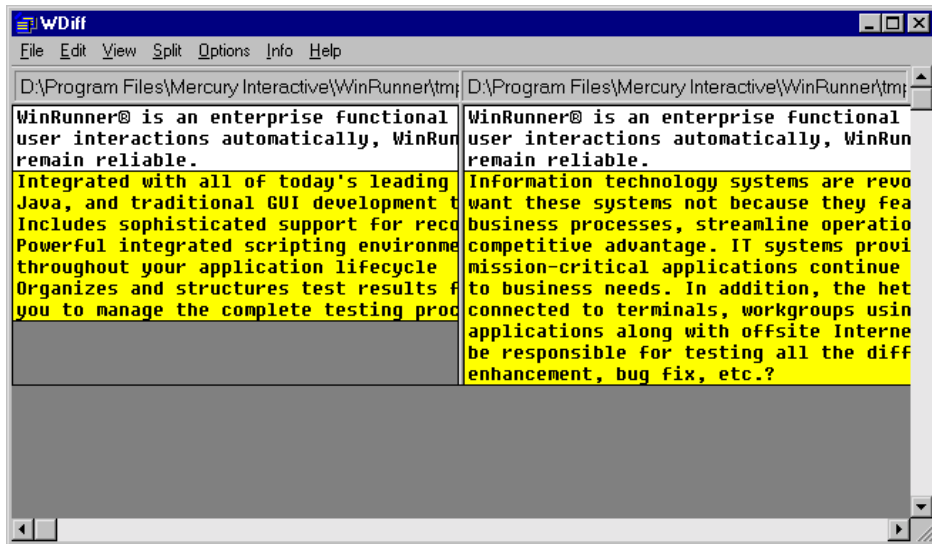 WDiff
File Edit View Split Options Info Help
D:\Program Files\Mercury Interactive\WinRunner\tmp D:\Program Files\Mercury Interactive\WinRunner\tmp
WinRunner® is an enterprise functional
user interactions automatically, WinRun
remain reliable.
Integrated with all of today's leading
Java, and traditional GUI development t
Includes sophisticated support for reco
Powerful integrated scripting environme
throughout your application lifecycle
Organizes and structures test results f
you to manage the complete testing proc
WinRunner® is an enterprise functional
user interactions automatically, WinRun
remain reliable.
Information technology systems are revo
want these systems not because they fea
business processes, streamline operatio
competitive advantage. IT systems provi
mission-critical applications continue
to business needs. In addition, the het
connected to terminals, workgroups usin
applications along with offsite Interne
be responsible for testing all the diff
enhancement, bug fix, etc.?